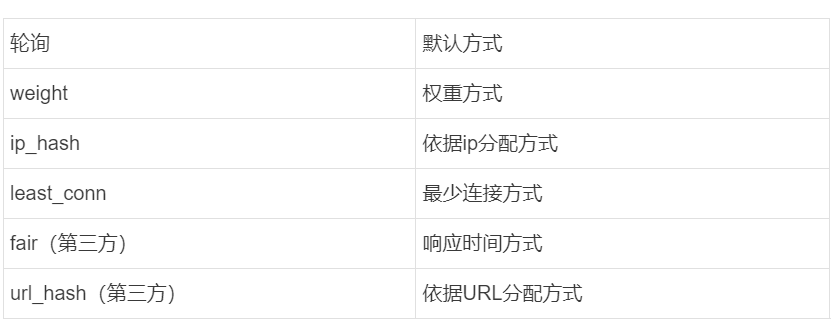 轮询 默认方式
weight 权重方式
ip_hash 依据ip分配方式
least_conn 最少连接方式
fair（第三方） 响应时间方式
url_hash（第三方） 依据URL分配方式